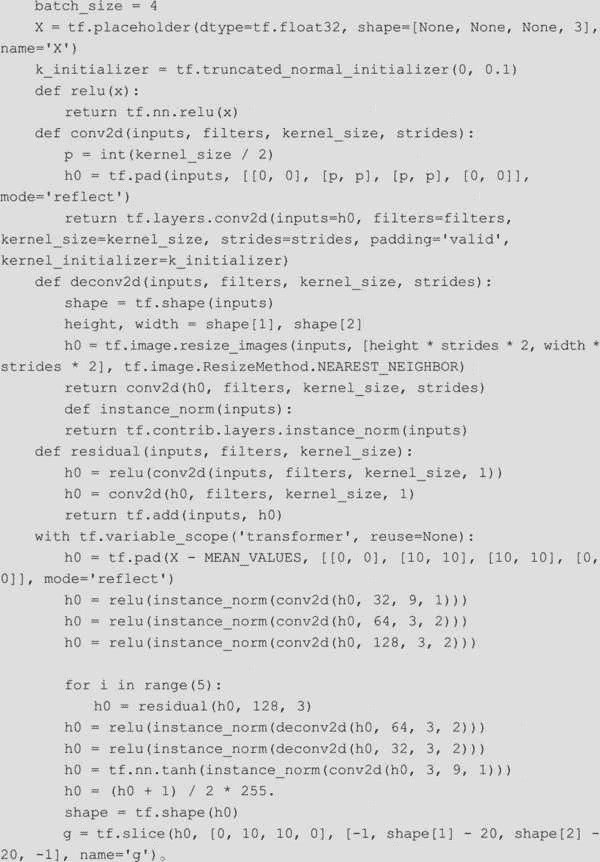 batch_size = 4
X = tf.placeholder(dtype=tf.float32, shape=[None, None, None, 3],
name='X')
k_initializer = tf.truncated_normal_initializer(0, 0.1)
def relu(x):
return tf.nn.relu(x)
def conv2d(inputs, filters, kernel_size, strides):
p = int(kernel_size / 2)
h0 = tf.pad(inputs, [[0, 0], [p, p], [p, p], [0, 0]],
mode='reflect')
return tf.layers.conv2d(inputs=h0, filters=filters,
kernel_size=kernel_size, strides=strides, padding='valid',
kernel_initializer=k_initializer)
def deconv2d(inputs, filters, kernel_size, strides):
shape = tf.shape(inputs)
height, width = shape[1], shape[2]
h0 = tf.image.resize_images(inputs, [height * strides * 2, width *
strides * 2], tf.image.ResizeMethod.NEAREST_NEIGHBOR)
return conv2d(h0, filters, kernel_size, strides)
def instance_norm(inputs):
return tf.contrib.layers.instance_norm(inputs)
def residual(inputs, filters, kernel_size):
h0 = relu(conv2d(inputs, filters, kernel_size, 1))
h0 = conv2d(h0, filters, kernel_size, 1)
return tf.add(inputs, h0)
with tf.variable_scope('transformer', reuse=None):
h0 = tf.pad(X - MEAN_VALUES, [[0, 0], [10, 10], [10, 10], [0,
0]], mode='reflect')
h0 = relu(instance_norm(conv2d(h0, 32, 9, 1)))
h0 = relu(instance_norm(conv2d(h0, 64, 3, 2)))
h0 = relu(instance_norm(conv2d(h0, 128, 3, 2)))
for i in range(5):
h0 = residual(h0, 128, 3)
h0 = relu(instance_norm(deconv2d(h0, 64, 3, 2)))
h0 = relu(instance_norm(deconv2d(h0, 32, 3, 2)))
h0 = tf.nn.tanh(instance_norm(conv2d(h0, 3, 9, 1)))
h0 = (h0 + 1) / 2 * 255.
shape = tf.shape(h0)
g = tf.slice(h0, [0, 10, 10, 0], [-1, shape[1] - 20, shape[2] -
20, -1], name='g')。